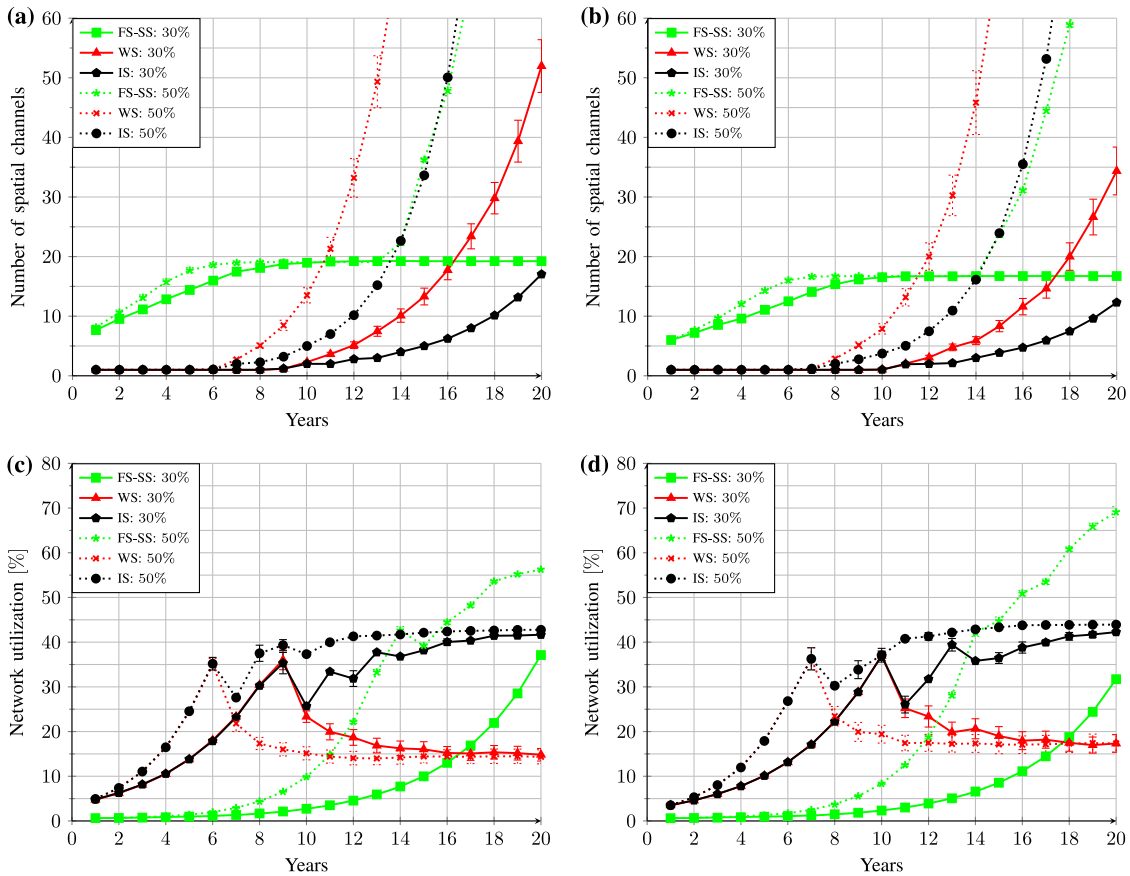 (a)
60
50
40
30
20
10
0
Number of spatial channels
FS-SS: 30%
WS: 30%
IS: 30%
FS-SS: 50%
WS: 50%
IS: 50%
0 2 4 6 8 10 12 14 16 18 20
Years
(b)
60
50
40
30
20
10
0
Number of spatial channels
FS-SS: 30%
WS: 30%
IS: 30%
FS-SS: 50%
WS: 50%
IS: 50%
0 2 4 6 8 10 12 14 16 18 20
Years
(c)
80
70
60
50
40
30
20
10
0
Network utilization [%]
FS-SS: 30%
WS: 30%
IS: 30%
FS-SS: 50%
WS: 50%
IS: 50%
0 2 4 6 8 10 12 14 16 18 20
Years
(d)
80
70
60
50
40
30
20
10
0
Network utilization [%]
FS-SS: 30%
WS: 30%
IS: 30%
FS-SS: 50%
WS: 50%
IS: 50%
0 2 4 6 8 10 12 14 16 18 20
Years